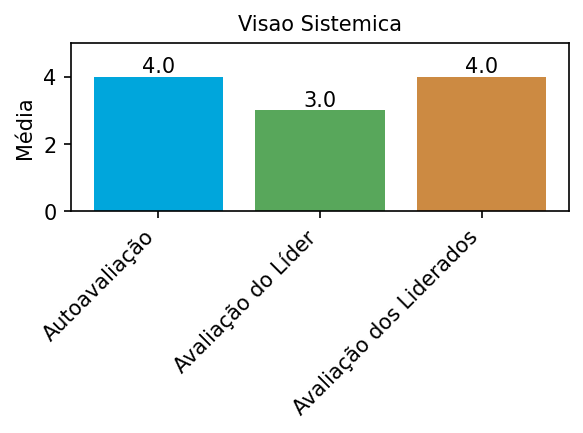 Visao Sistemica
4.0
3.0
4.0
Média
4
2
0
Autoavaliação
Avaliação do Líder
Avaliação dos Liderados